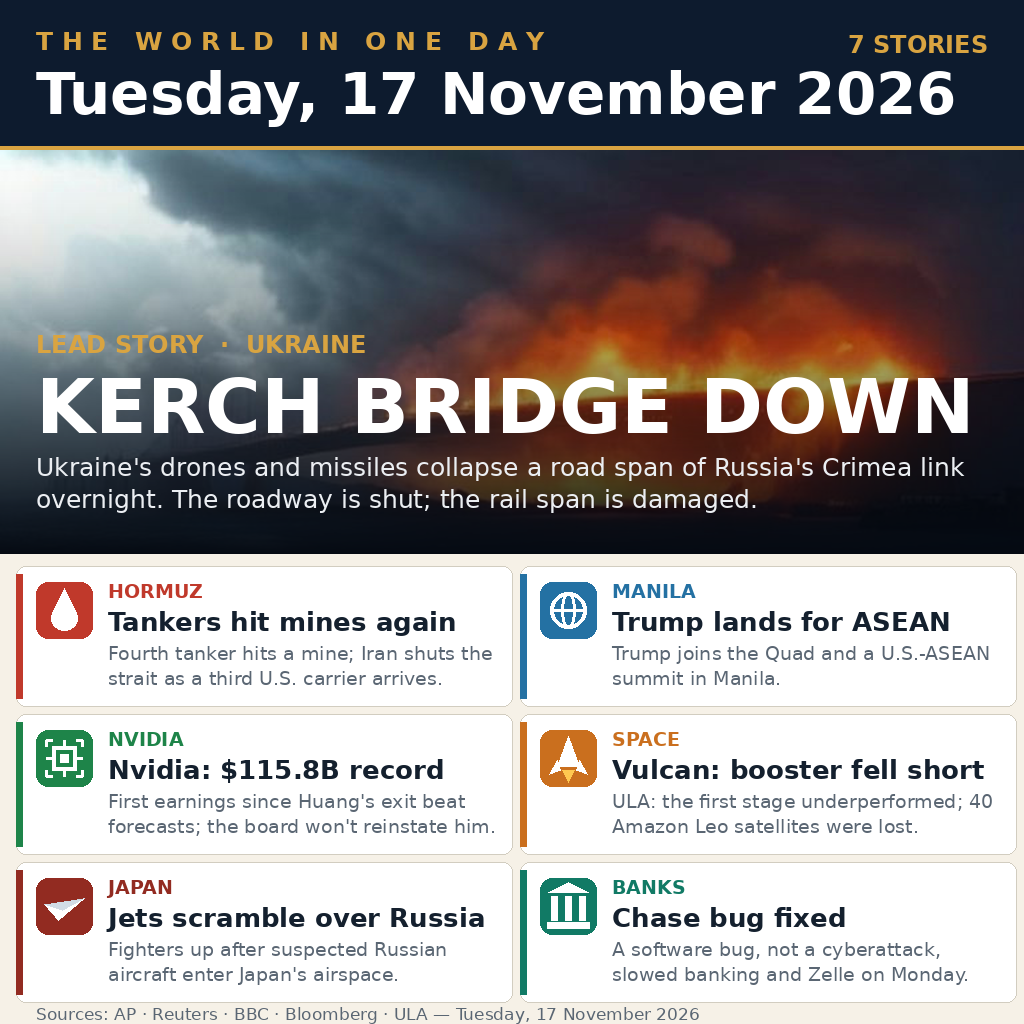 THE WORLD IN ONE DAY
7 STORIES
Tuesday, 17 November 2026
LEAD STORY · UKRAINE
KERCH BRIDGE DOWN
Ukraine's drones and missiles collapse a road span of Russia's Crimea link
overnight. The roadway is shut; the rail span is damaged.
HORMUZ
Tankers hit mines again
Fourth tanker hits a mine; Iran shuts the
strait as a third U.S. carrier arrives.
MANILA
Trump lands for ASEAN
Trump joins the Quad and a U.S.-ASEAN
summit in Manila.
NVIDIA
Nvidia: $115.8B record
First earnings since Huang's exit beat
forecasts; the board won't reinstate him.
SPACE
Vulcan: booster fell short
ULA: the first stage underperformed; 40
Amazon Leo satellites were lost.
JAPAN
Jets scramble over Russia
Fighters up after suspected Russian
aircraft enter Japan's airspace.
BANKS
Chase bug fixed
A software bug, not a cyberattack,
slowed banking and Zelle on Monday.
Sources: AP · Reuters · BBC · Bloomberg · ULA — Tuesday, 17 November 2026